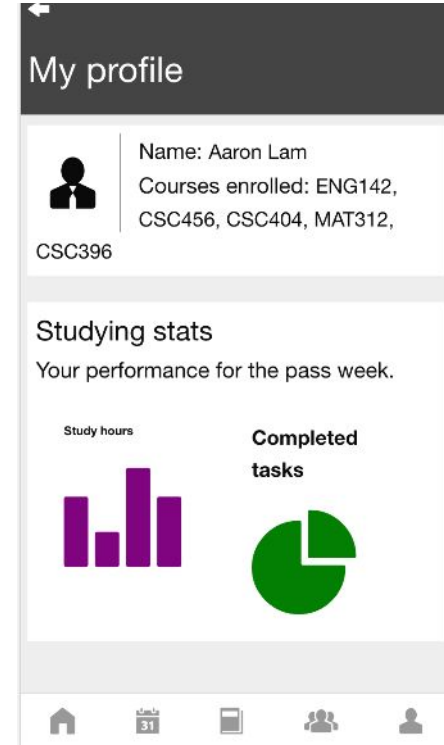 My profile
Name: Aaron Lam
Courses enrolled: ENG142,
CSC456, CSC404, MAT312,
CSC396
Studying stats
Your performance for the pass week.
Study hours
Completed
tasks
31